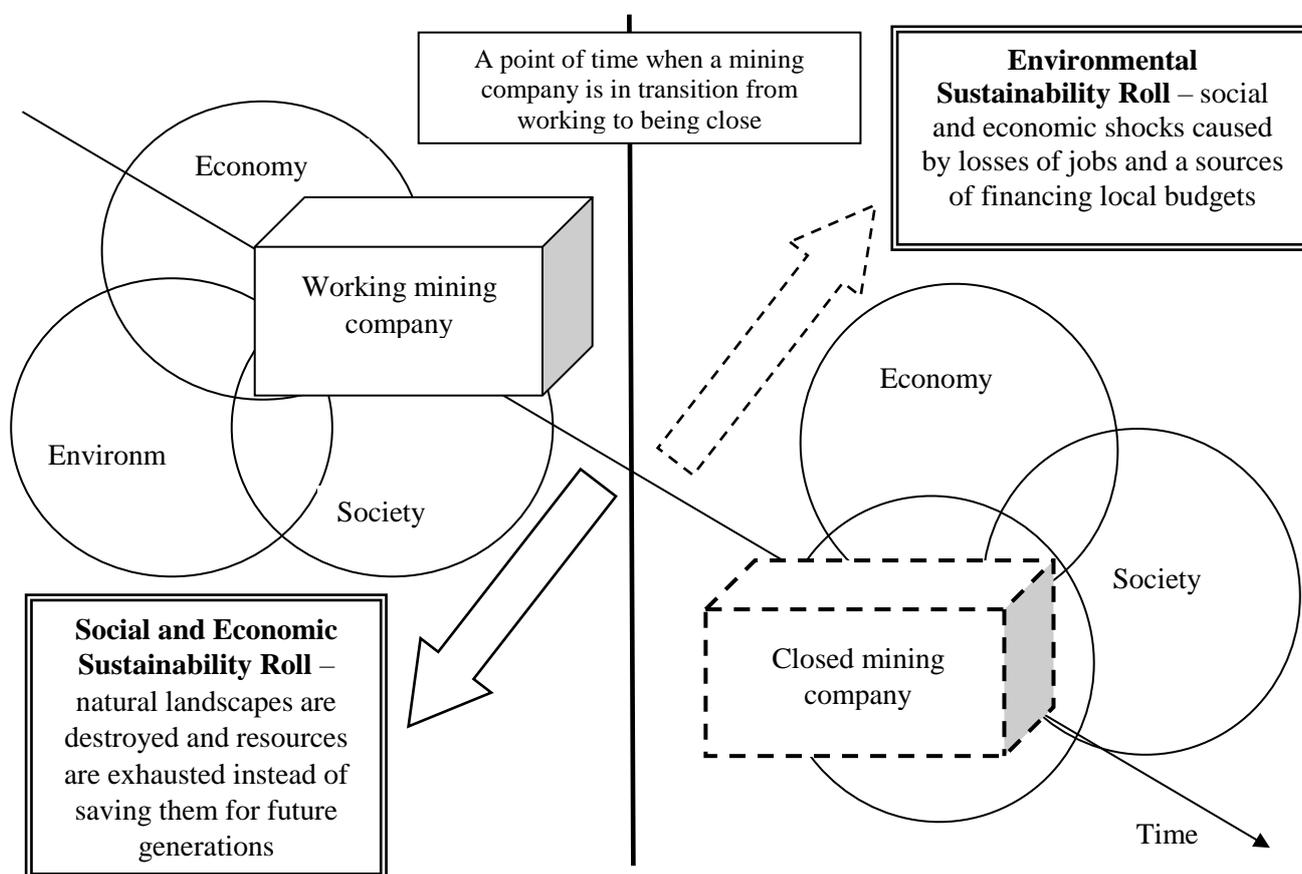 A point of time when a mining
company is in transition from
working to being close
Environmental
Sustainability Roll – social
and economic shocks caused
by losses of jobs and a sources
of financing local budgets
Economy
Working mining
company
Environm
Society
Social and Economic
Sustainability Roll –
natural landscapes are
destroyed and resources
are exhausted instead of
saving them for future
generations
Economy
Society
Closed mining
company
Time